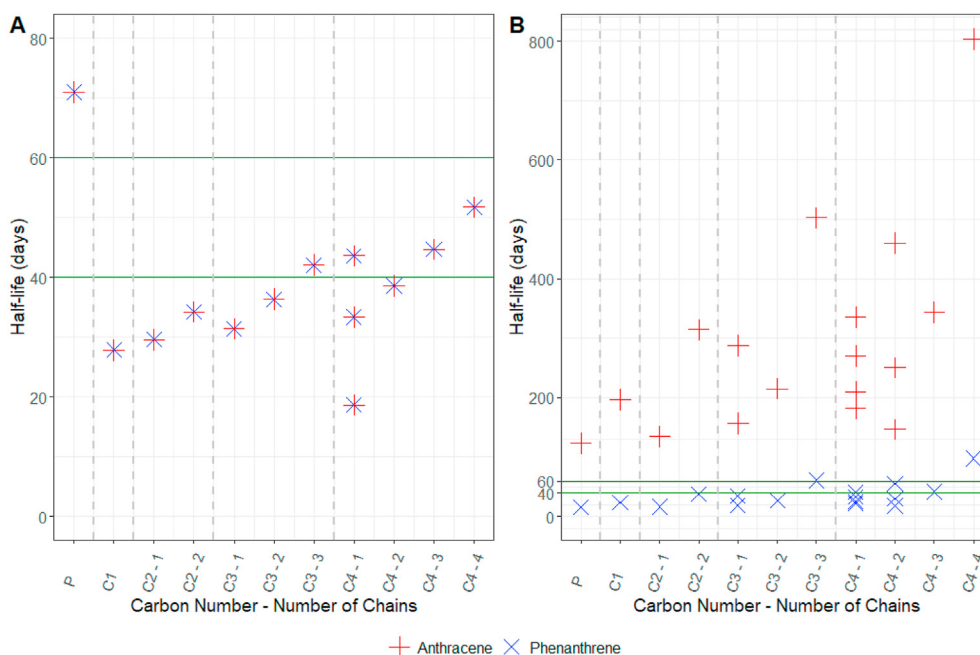 A
B
Half-life (days)
80
60
40
20
0
P
C1
C2 - 1
C2 - 2
C3 - 1
C3 - 2
C3 - 3
C4 - 1
C4 - 2
C4 - 3
C4 - 4
Carbon Number - Number of Chains
Half-life (days)
800
600
400
200
60
40
0
P
C1
C2 - 1
C2 - 2
C3 - 1
C3 - 2
C3 - 3
C4 - 1
C4 - 2
C4 - 3
C4 - 4
Carbon Number - Number of Chains
Anthracene Phenanthrene